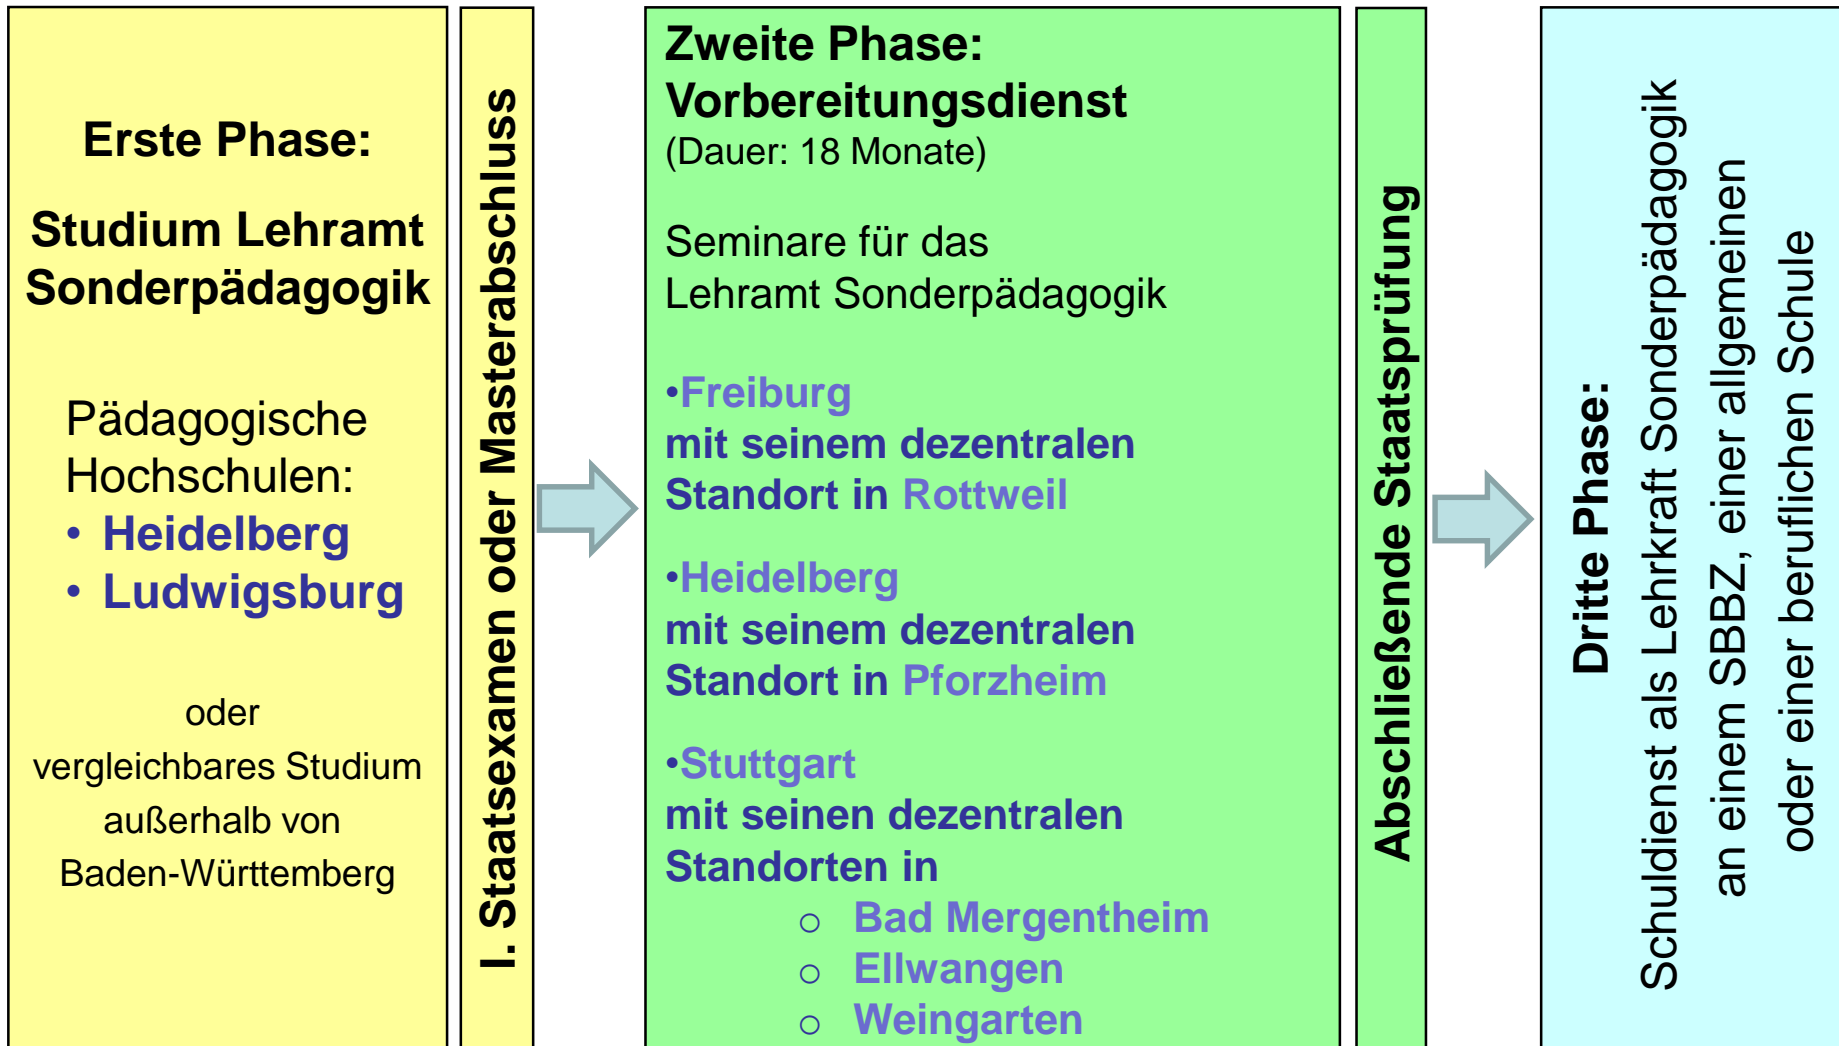 Erste Phase:
Studium Lehramt
Sonderpädagogik
Pädagogische
Hochschulen:
• Heidelberg
• Ludwigsburg
oder
vergleichbares Studium
außerhalb von
Baden-Württemberg
I. Staatsexamen oder Masterabschluss
Zweite Phase:
Vorbereitungsdienst
(Dauer: 18 Monate)
Seminare für das
Lehramt Sonderpädagogik
•Freiburg
mit seinem dezentralen
Standort in Rottweil
•Heidelberg
mit seinem dezentralen
Standort in Pforzheim
•Stuttgart
mit seinen dezentralen
Standorten in
o Bad Mergentheim
o Ellwangen
o Weingarten
Abschließende Staatsprüfung
Dritte Phase:
Schuldienst als Lehrkraft Sonderpädagogik
an einem SBBZ, einer allgemeinen
oder einer beruflichen Schule